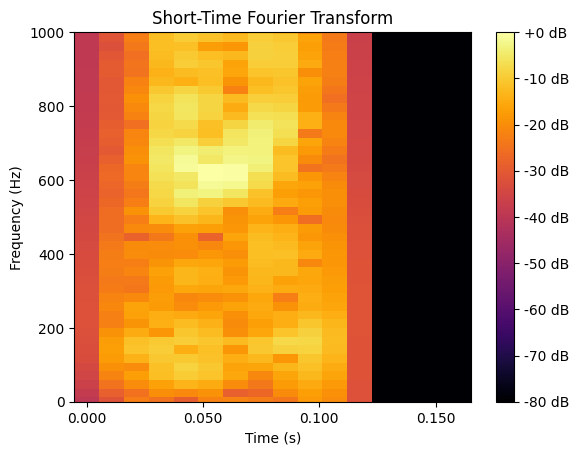 Short-Time Fourier Transform
1000
800
600
400
200
0
Frequency (Hz)
0.000
0.050
0.100
0.150
Time (s)
+0 dB
-10 dB
-20 dB
-30 dB
-40 dB
-50 dB
-60 dB
-70 dB
-80 dB